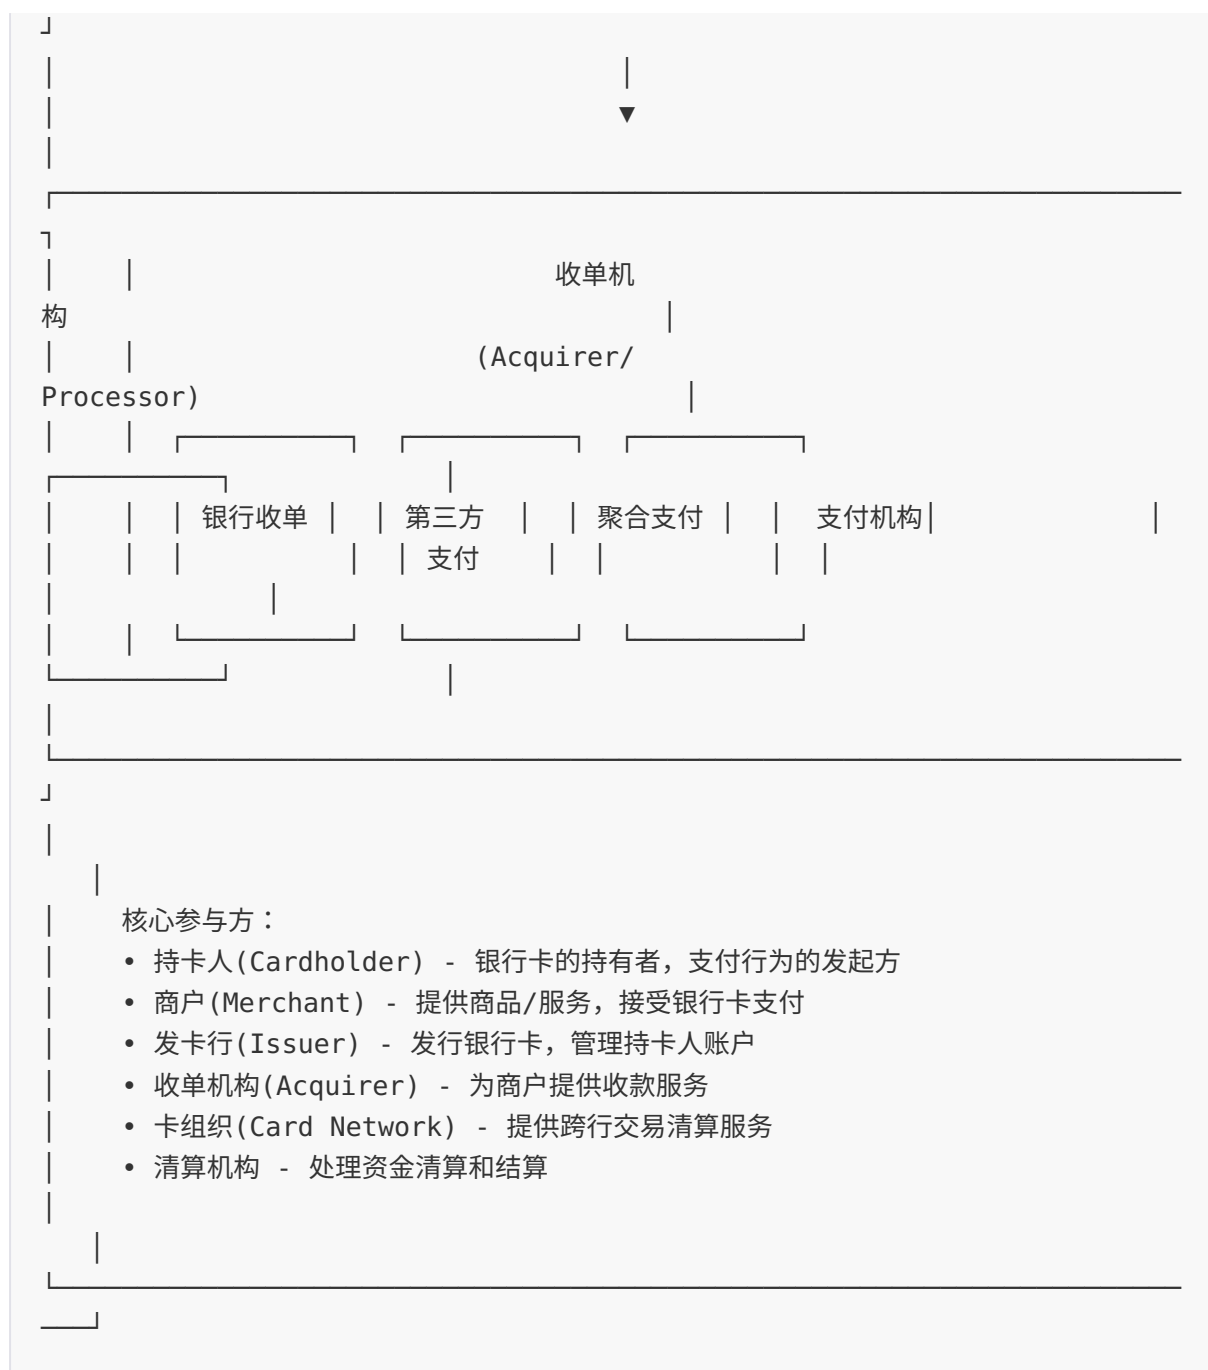 收单机
构
(Acquirer/
Processor)
银行收单 第三方 聚合支付 支付机构
支付
核心参与方：
• 持卡人(Cardholder) - 银行卡的持有者，支付行为的发起方
• 商户(Merchant) - 提供商品/服务，接受银行卡支付
• 发卡行(Issuer) - 发行银行卡，管理持卡人账户
• 收单机构(Acquirer) - 为商户提供收款服务
• 卡组织(Card Network) - 提供跨行交易清算服务
• 清算机构 - 处理资金清算和结算